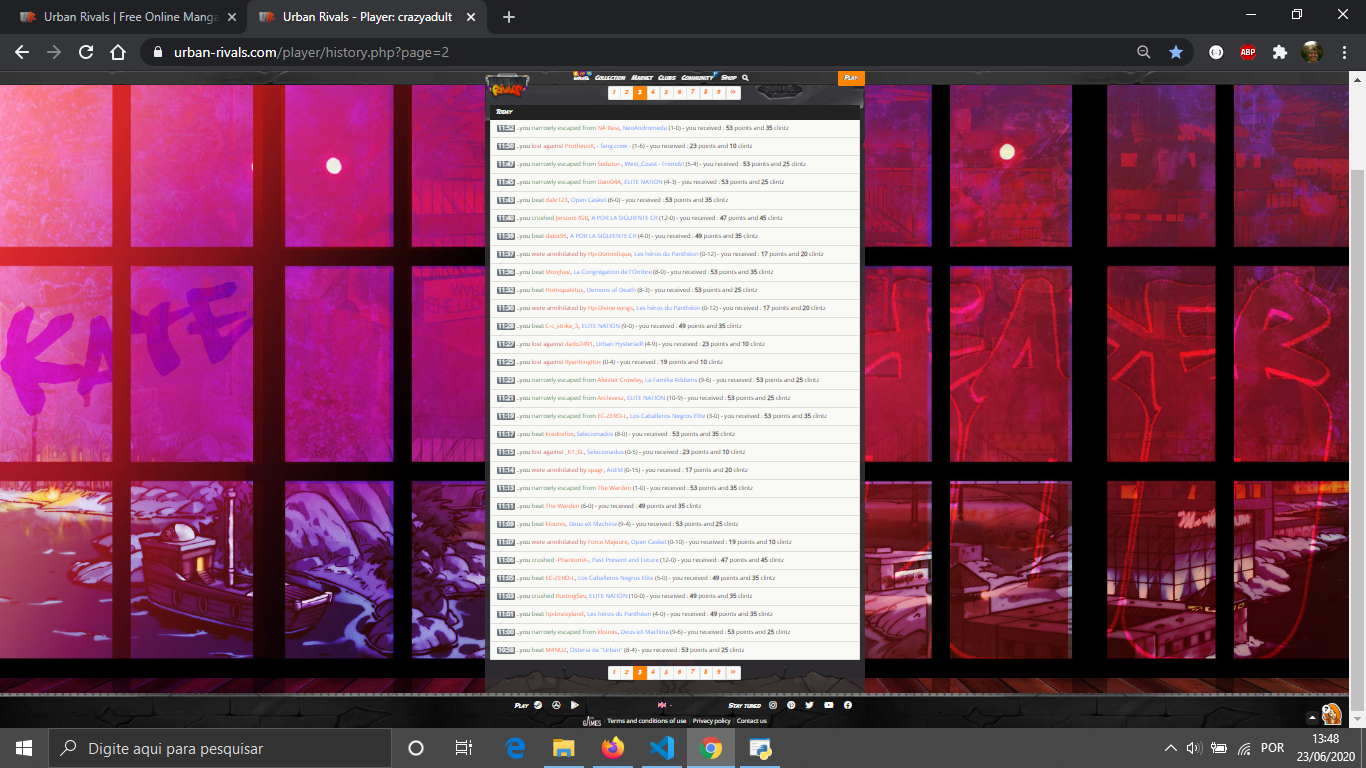 Urban Rivals | Free Online Manga
Urban Rivals - Player: crazyadult
urban-rivals.com/player/history.php?page=2
ABP
COLLECTION MARKET CLUBS COMMUNITY SHOP
PLAY
1 2 3 4 5 6 7 8 9 >>
TODAY
11:52 ..you narrowly escaped from NA Reia, NeoAndromeda (1-0) - you received : 53 points and 35 clintz
11:50 ..you lost against ProtheusX, - fang.crew - (1-6) - you received : 23 points and 10 clintz
11:47 ..you narrowly escaped from Sedutor-, West_Coast - Friends! (5-4) - you received : 53 points and 25 clintz
11:45 ..you narrowly escaped from Dani04A, ELITE NATION (4-3) - you received : 53 points and 25 clintz
11:43 ..you beat dale123, Open Casket (6-0) - you received : 53 points and 35 clintz
11:40 ..you crushed Jerson57GB, A POR LA SIGUIENTE CR (12-0) - you received : 47 points and 45 clintz
11:39 ..you beat dabit95, A POR LA SIGUIENTE CR (4-0) - you received : 49 points and 35 clintz
11:37 ..you were annihilated by Hp-Domnifique, Les héros du Panthéon (0-12) - you received : 17 points and 20 clintz
11:36 ..you beat Monjhex, La Congrégation de l'Ombre (8-0) - you received : 53 points and 35 clintz
11:32 ..you beat Homopaletus, Demons of Death (8-3) - you received : 53 points and 25 clintz
11:30 ..you were annihilated by Hp-Divine wings, Les héros du Panthéon (0-12) - you received : 17 points and 20 clintz
11:28 ..you beat C-c_strike_3, ELITE NATION (9-0) - you received : 49 points and 35 clintz
11:27 ..you lost against dado2491, Urban Hysteria® (4-9) - you received : 23 points and 10 clintz
11:25 ..you lost against RyanKingRox (0-4) - you received : 19 points and 10 clintz
11:23 ..you narrowly escaped from Aleister Crowley, La Familia Addams (9-6) - you received : 53 points and 25 clintz
11:21 ..you narrowly escaped from Archivesz, ELITE NATION (10-9) - you received : 53 points and 25 clintz
11:19 ..you narrowly escaped from EC-ZERO-L, Los Caballeros Negros Elite (3-0) - you received : 53 points and 35 clintz
11:17 ..you beat kradoxfox, Selecionados (8-0) - you received : 53 points and 35 clintz
11:15 ..you lost against _K1_SL, Selecionados (0-5) - you received : 23 points and 10 clintz
11:14 ..you were annihilated by spagr, AoEM (0-15) - you received : 17 points and 20 clintz
11:13 ..you narrowly escaped from The Warden (1-0) - you received : 53 points and 35 clintz
11:11 ..you beat The Warden (6-0) - you received : 49 points and 35 clintz
11:09 ..you beat klounis, Deus eX Machina (9-4) - you received : 53 points and 25 clintz
11:07 ..you were annihilated by Force Majeure, Open Casket (0-10) - you received : 19 points and 10 clintz
11:06 ..you crushed -PhantomX-, Past Present and Future (12-0) - you received : 47 points and 45 clintz
11:05 ..you beat EC-ZERO-L, Los Caballeros Negros Elite (5-0) - you received : 49 points and 35 clintz
11:03 ..you crushed RustingSev, ELITE NATION (10-0) - you received : 49 points and 35 clintz
11:01 ..you beat hp-breizyland, Les héros du Panthéon (4-0) - you received : 49 points and 35 clintz
11:00 ..you narrowly escaped from klounis, Deus eX Machina (9-6) - you received : 53 points and 25 clintz
10:58 ..you beat M4NUZ, Osteria da "Urban" (8-4) - you received : 53 points and 25 clintz
1 2 3 4 5 6 7 8 9 >>
KATE
PLAY
STAY TUNED
GAMES
Terms and conditions of use | Privacy policy | Contact us
Digite aqui para pesquisar
POR
13:48
23/06/2020